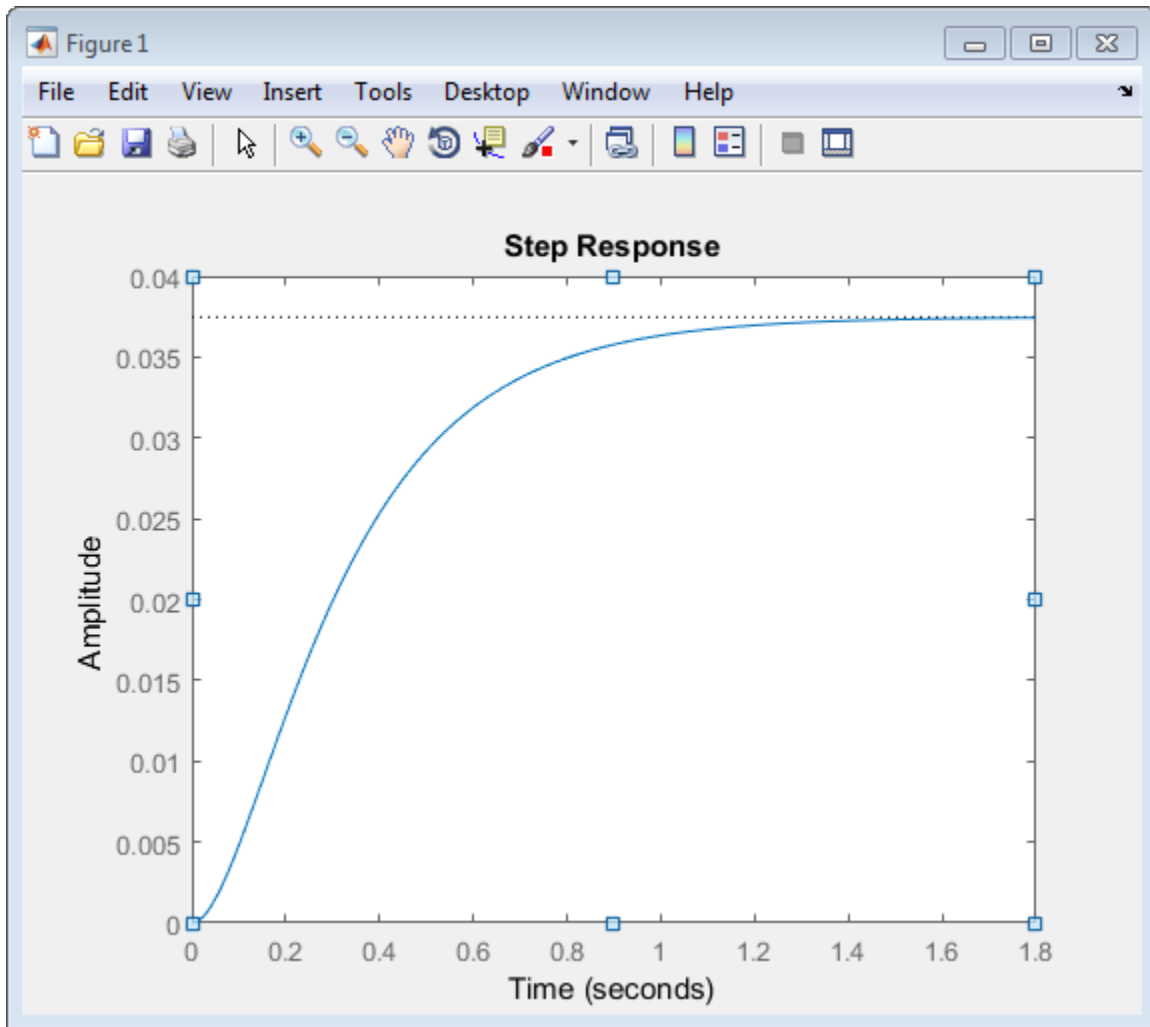 Figure 1
File Edit View Insert Tools Desktop Window Help
Step Response
0.04
0.035
0.03
0.025
0.02
0.015
0.01
0.005
0
Amplitude
0 0.2 0.4 0.6 0.8 1 1.2 1.4 1.6 1.8
Time (seconds)